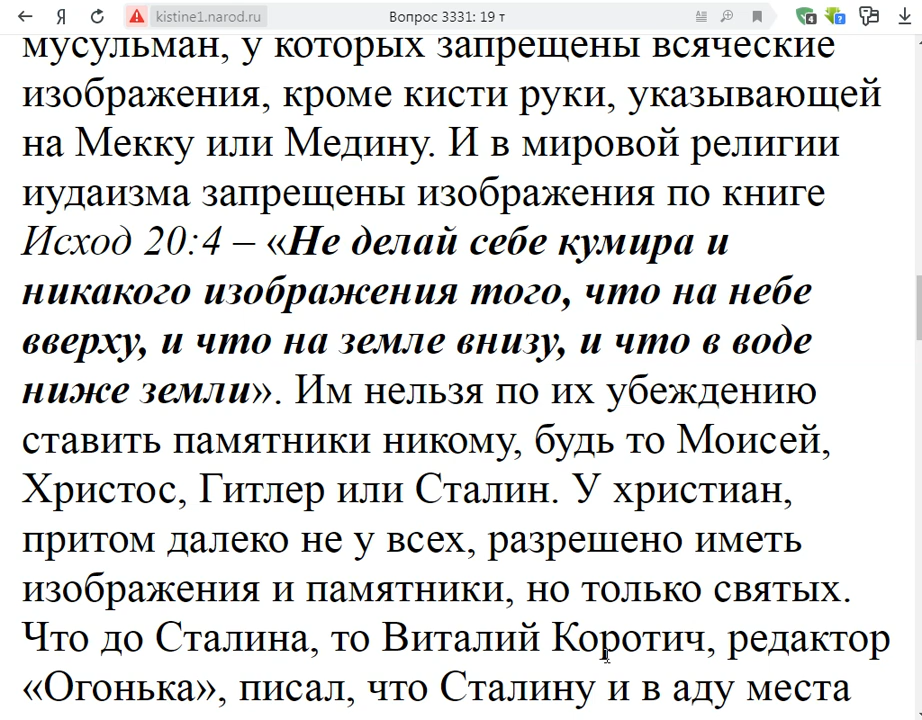 Я kistine1.narod.ru Вопрос 3331: 19 т
мусульман, у которых запрещены всяческие
изображения, кроме кисти руки, указывающей
на Мекку или Медину. И в мировой религии
иудаизма запрещены изображения по книге
Исход 20:4 – «Не делай себе кумира и
никакого изображения того, что на небе
вверху, и что на земле внизу, и что в воде
ниже земли». Им нельзя по их убеждению
ставить памятники никому, будь то Моисей,
Христос, Гитлер или Сталин. У христиан,
притом далеко не у всех, разрешено иметь
изображения и памятники, но только святых.
Что до Сталина, то Виталий Коротич, редактор
«Огонька», писал, что Сталину и в аду места